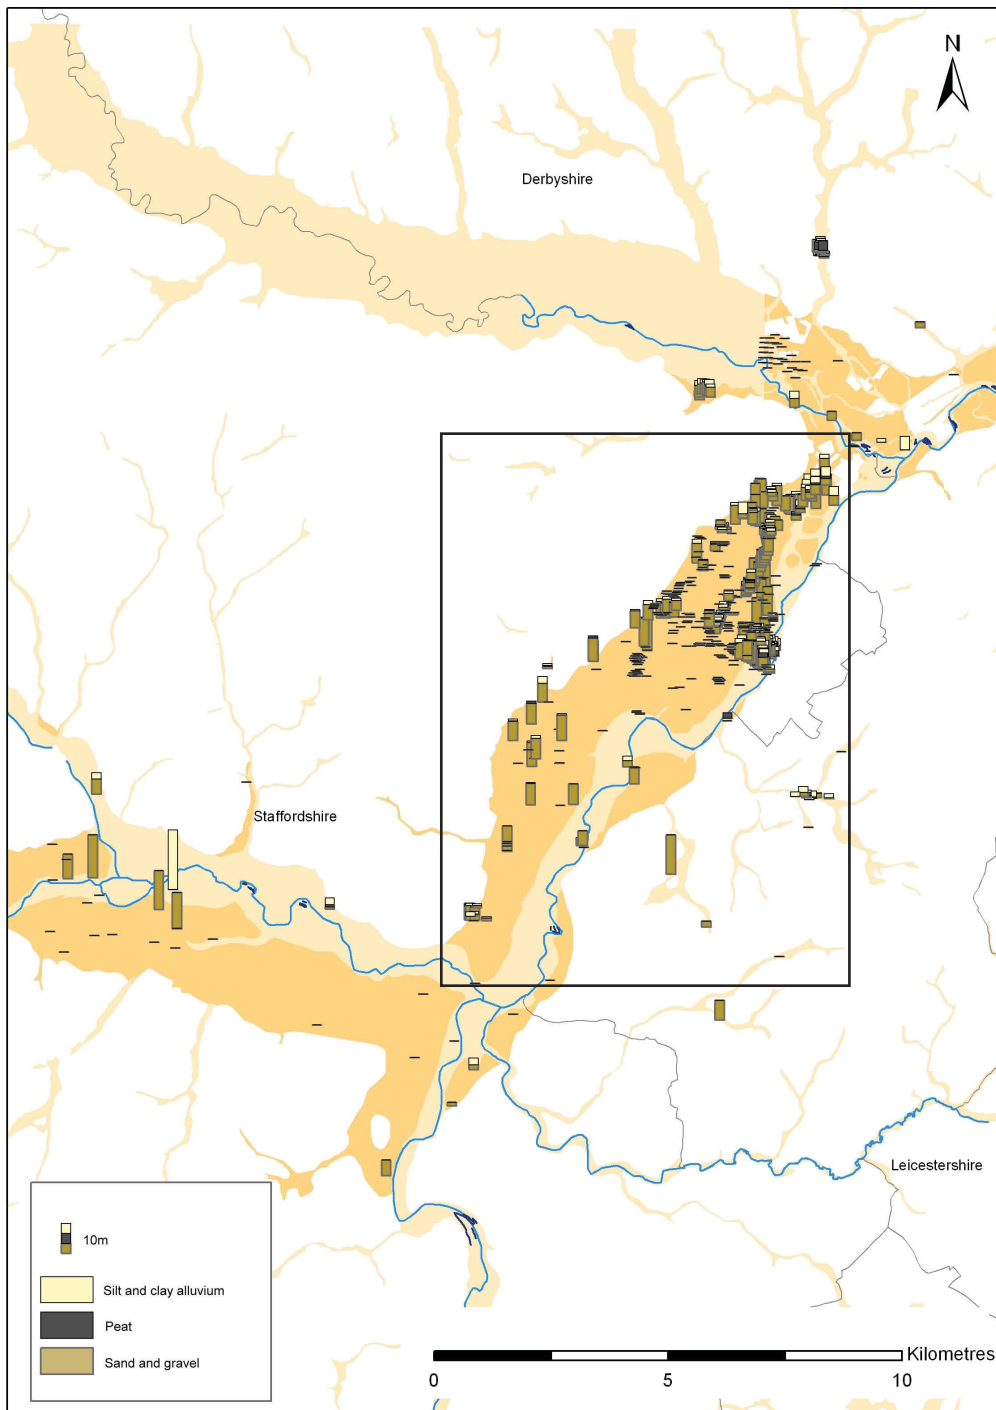 N
Derbyshire
Staffordshire
Leicestershire
10m
Silt and clay alluvium
Peat
Sand and gravel
Kilometres
0 5 10